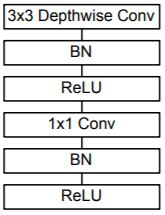 3x3 Depthwise Conv
BN
ReLU
1x1 Conv
BN
ReLU